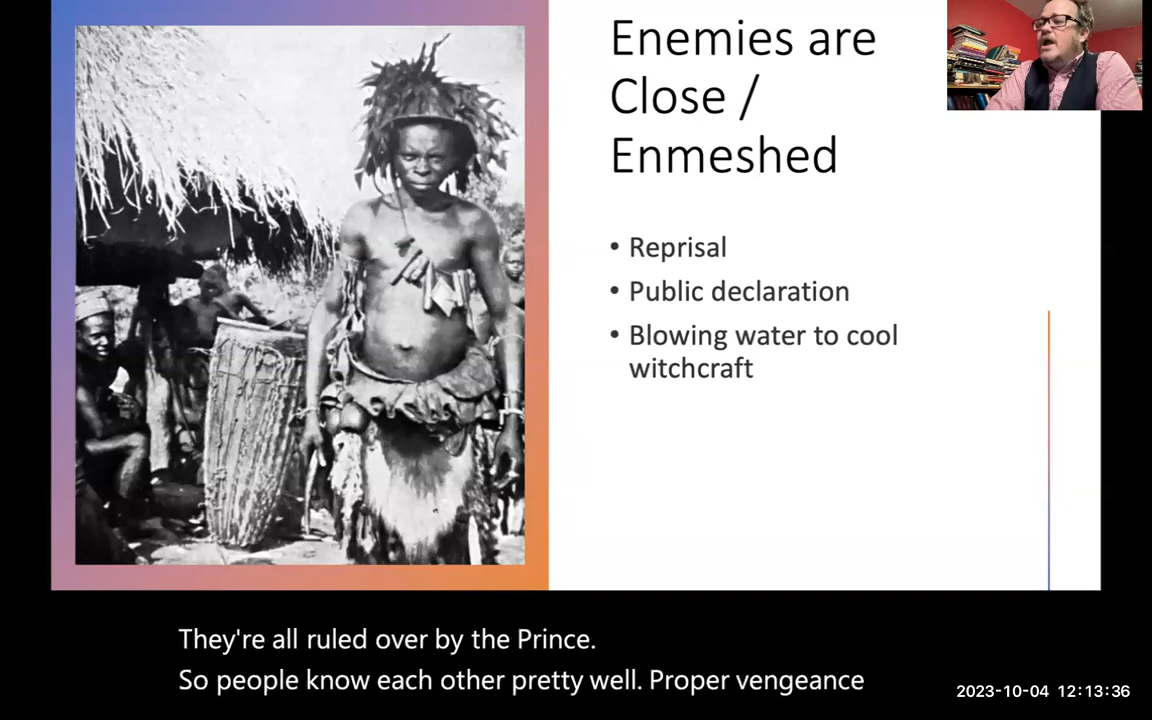 Enemies are
Close /
Enmeshed
• Reprisal
• Public declaration
• Blowing water to cool
witchcraft
They're all ruled over by the Prince.
So people know each other pretty well. Proper vengeance
2023-10-04 12:13:36